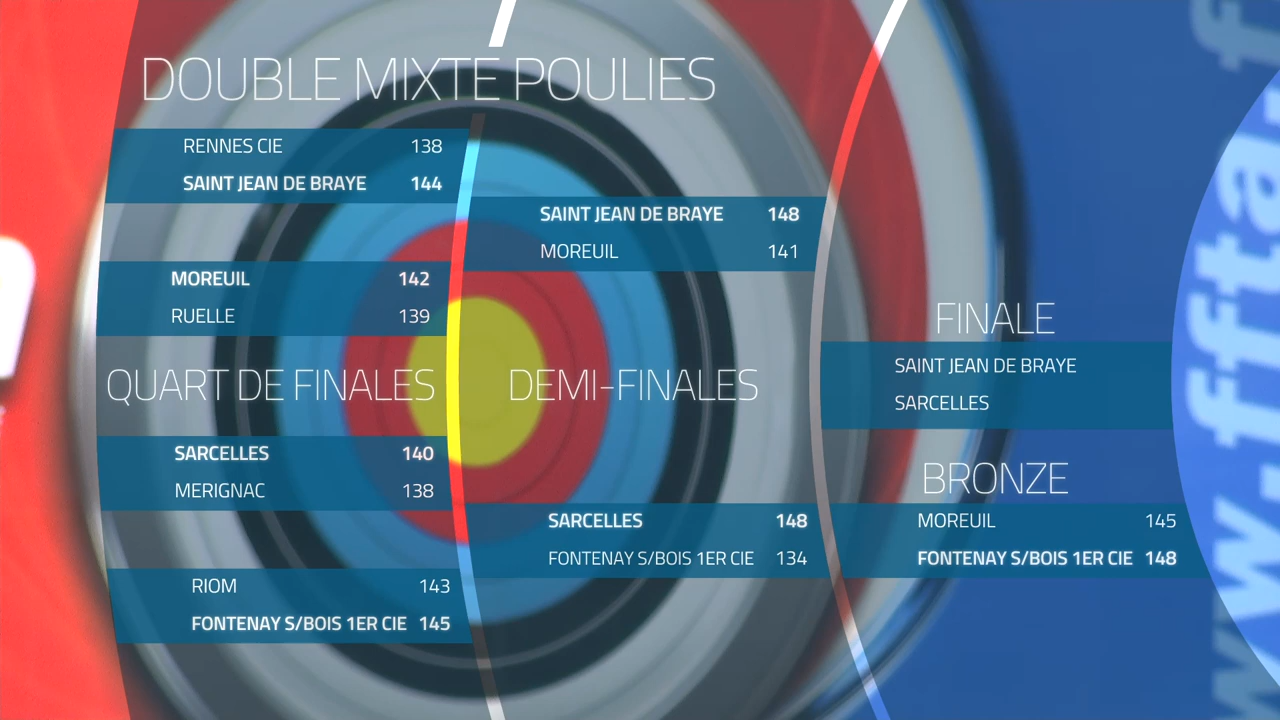 DOUBLE MIXTE POULIES
RENNES CIE 138
SAINT JEAN DE BRAYE 144
MOREUIL 142
RUELLE 139
QUART DE FINALES
SARCELLES 140
MERIGNAC 138
RIOM 143
FONTENAY S/BOIS 1ER CIE 145
SAINT JEAN DE BRAYE 148
MOREUIL 141
DEMI-FINALES
SARCELLES 148
FONTENAY S/BOIS 1ER CIE 134
FINALE
SAINT JEAN DE BRAYE
SARCELLES
BRONZE
MOREUIL 145
FONTENAY S/BOIS 1ER CIE 148